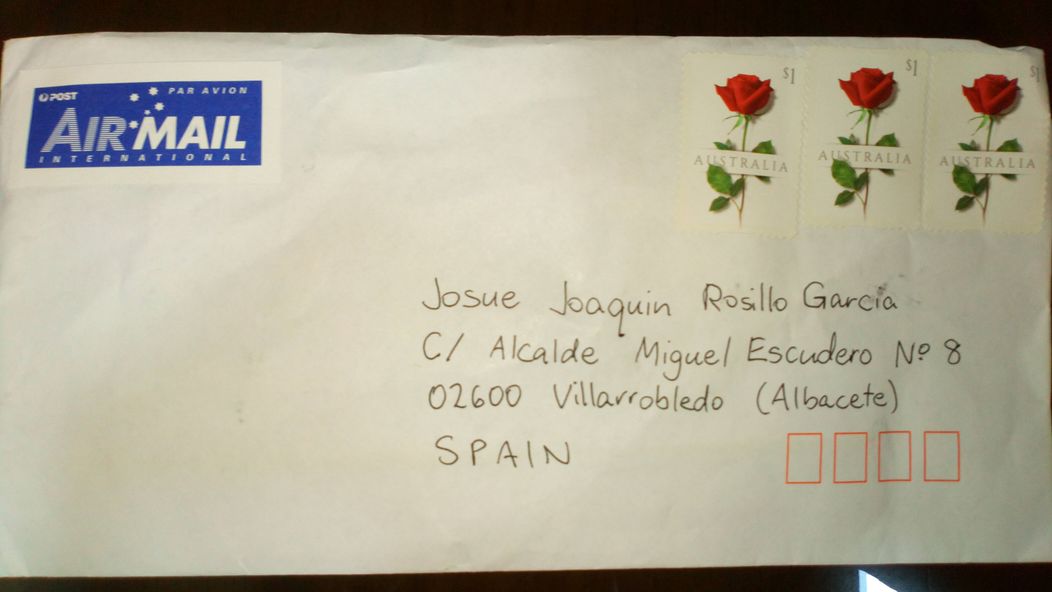 POST PAR AVION
AIR MAIL
INTERNATIONAL
$1 $1 $1
AUSTRALIA AUSTRALIA AUSTRALIA
Josue Joaquin Rosillo Garcia
C/ Alcalde Miguel Escudero Nº 8
02600 Villarrobledo (Albacete)
SPAIN